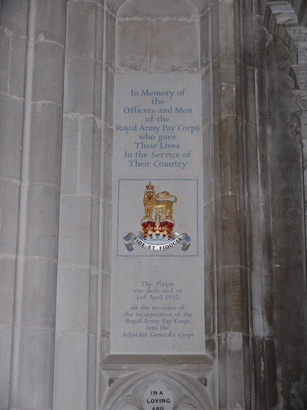 In Memory of
the
Officers and Men
of the
Royal Army Pay Corps
who gave
Their Lives
In the Service of
Their Country
FIDE ET FIDUCIA
This Plaque
was dedicated on
3rd April 1992
on the occasion of
the incorporation of the
Royal Army Pay Corps
into the
Adjutant General's Corps
IN A
LOVING
AND